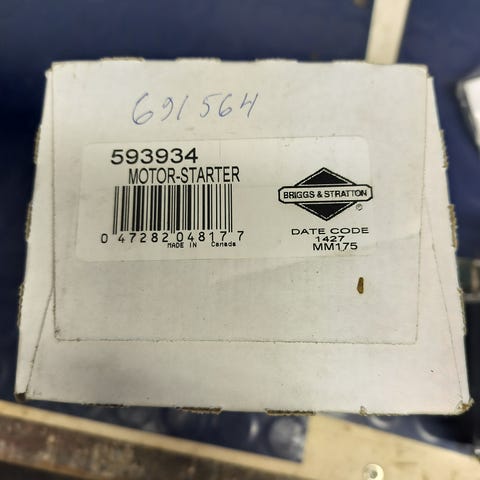 691564
593934
MOTOR-STARTER
0 47282 04817 7
MADE IN Canada
BRIGGS & STRATTON
®
DATE CODE
1427
MM175